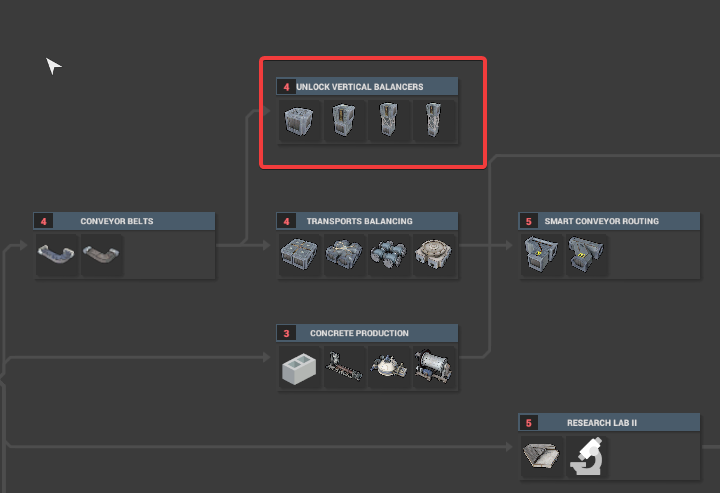 4 UNLOCK VERTICAL BALANCERS
4 CONVEYOR BELTS
4 TRANSPORTS BALANCING
5 SMART CONVEYOR ROUTING
3 CONCRETE PRODUCTION
5 RESEARCH LAB II